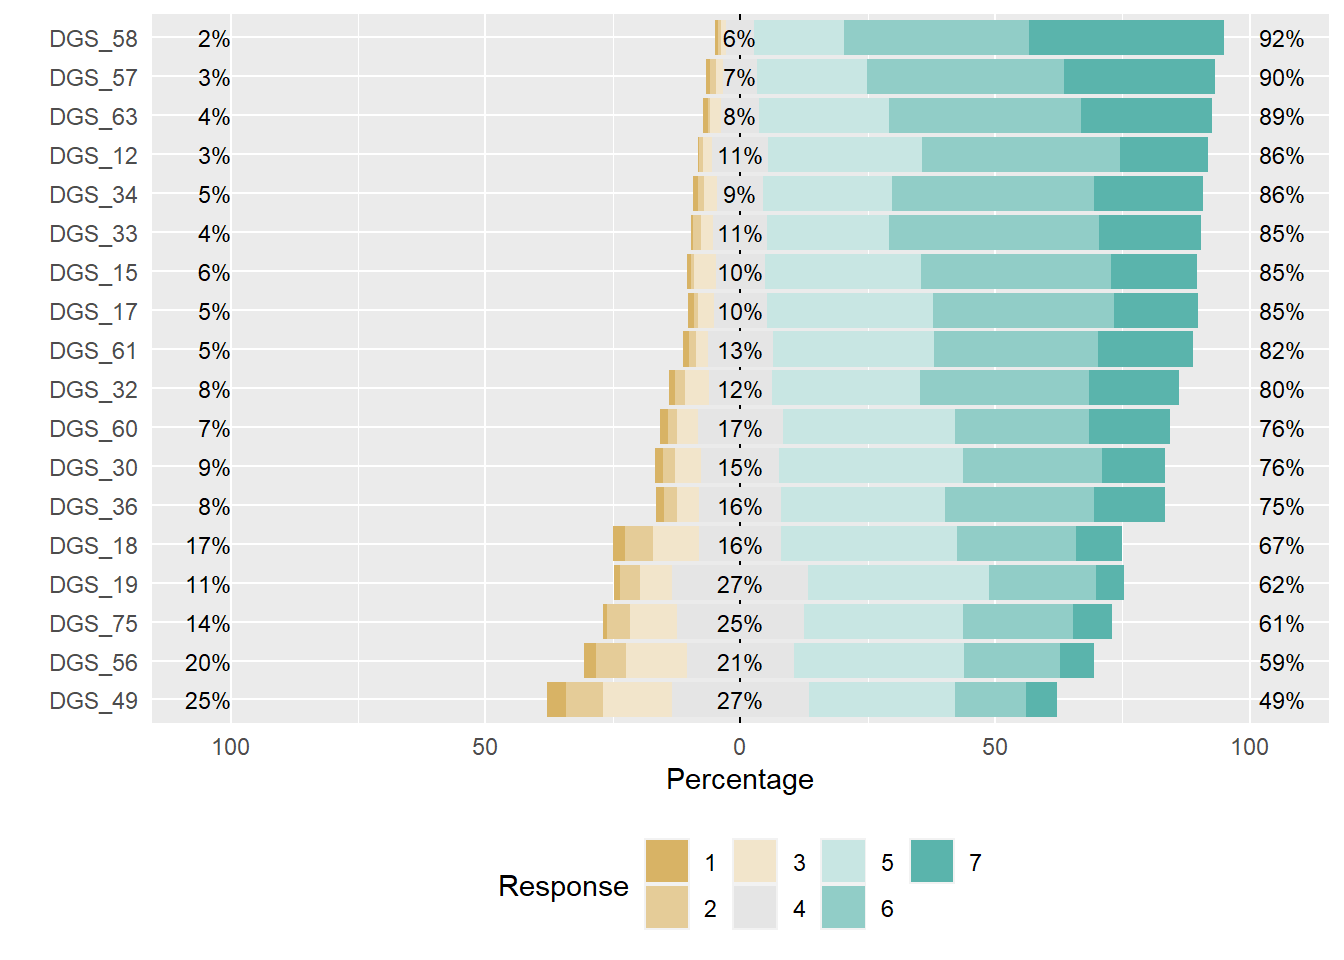 DGS_58 2% 6% 92%
DGS_57 3% 7% 90%
DGS_63 4% 8% 89%
DGS_12 3% 11% 86%
DGS_34 5% 9% 86%
DGS_33 4% 11% 85%
DGS_15 6% 10% 85%
DGS_17 5% 10% 85%
DGS_61 5% 13% 82%
DGS_32 8% 12% 80%
DGS_60 7% 17% 76%
DGS_30 9% 15% 76%
DGS_36 8% 16% 75%
DGS_18 17% 16% 67%
DGS_19 11% 27% 62%
DGS_75 14% 25% 61%
DGS_56 20% 21% 59%
DGS_49 25% 27% 49%
100 50 0 50 100
Percentage
Response
1 3 5 7
2 4 6